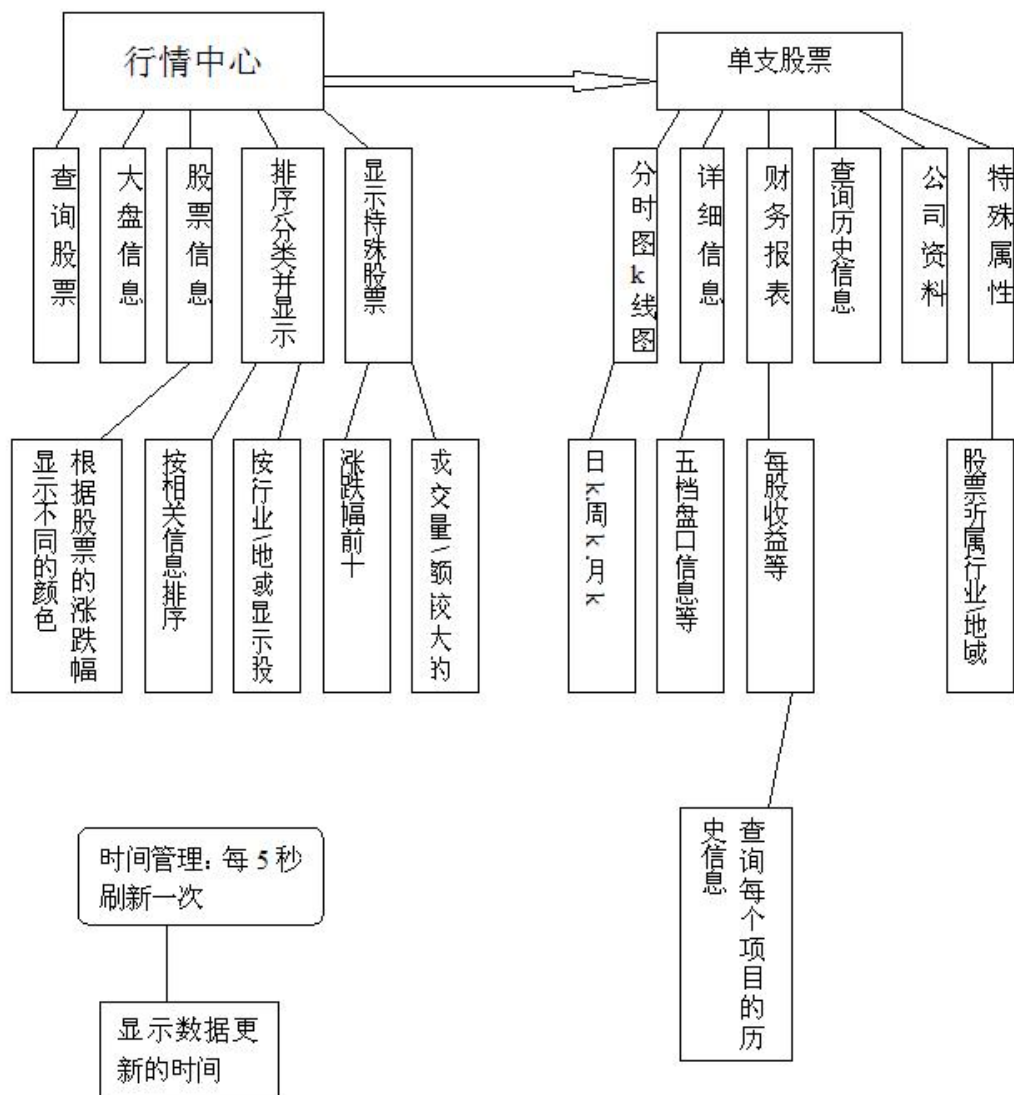 行情中心
单支股票
查询股票
大盘信息
股票信息
排序/分类并显示
显示持殊股票
分时图k线图
详细信息
财务报表
查询历史信息
公司资料
特殊属性
根据股票的涨跌幅
显示不同的颜色
按相关信息排序
按行业\地域显示股
涨跌幅前十
成交量\额较大的
日k周k月k
五档盘口信息等
每股收益等
股票所属行业\地域
查询每个项目的历
史信息
时间管理：每 5 秒
刷新一次
显示数据更
新的时间